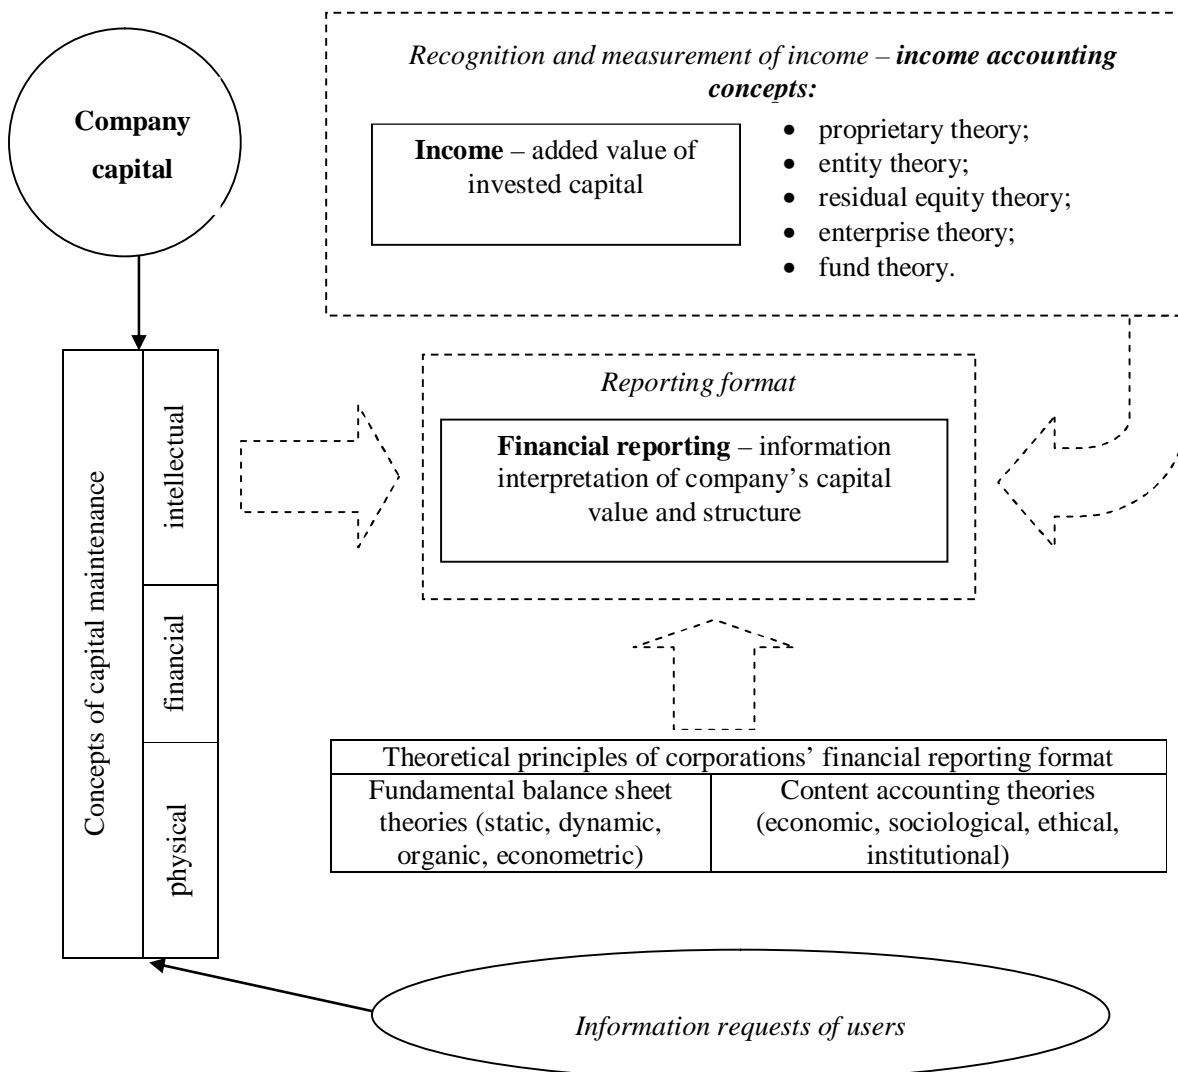 Company
capital
Recognition and measurement of income – income accounting
concepts:
Income – added value of
invested capital
• proprietary theory;
• entity theory;
• residual equity theory;
• enterprise theory;
• fund theory.
Concepts of capital maintenance
intellectual
financial
physical
Reporting format
Financial reporting – information
interpretation of company’s capital
value and structure
Theoretical principles of corporations’ financial reporting format
Fundamental balance sheet
theories (static, dynamic,
organic, econometric)
Content accounting theories
(economic, sociological, ethical,
institutional)
Information requests of users